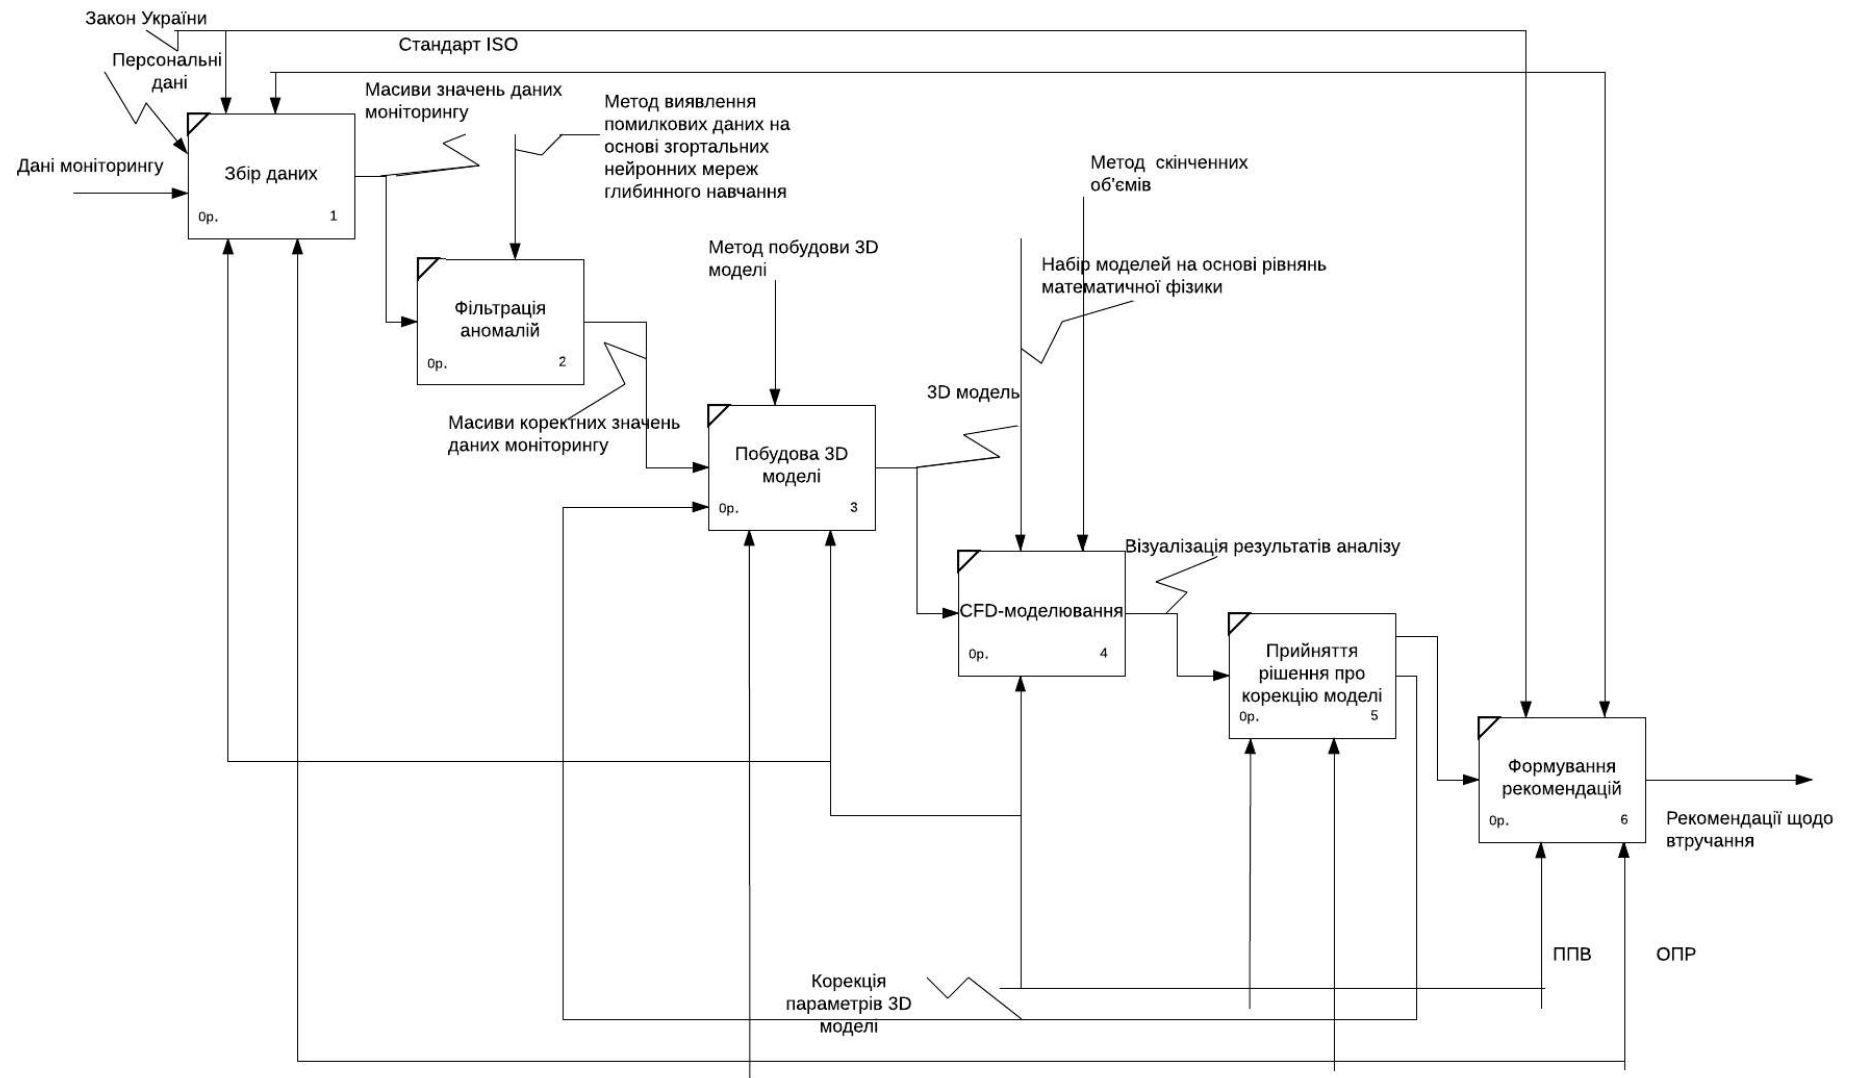 Закон України
Стандарт ISO
Персональні
дані
Масиви значень даних
моніторингу
Метод виявлення
помилкових даних на
основі згортальних
нейронних мереж
глибинного навчання
Дані моніторингу
Збір даних
0р.
1
Метод скінченних
об'ємів
Метод побудови 3D
моделі
Набір моделей на основі рівнянь
математичної фізики
Фільтрація
аномалій
0р.
2
Масиви коректних значень
даних моніторингу
3D модель
Побудова 3D
моделі
0р.
3
Візуалізація результатів аналізу
CFD-моделювання
0р.
4
Прийняття
рішення про
корекцію моделі
0р.
5
Формування
рекомендацій
0р.
6
Рекомендації щодо
втручання
ППВ
ОПР
Корекція
параметрів 3D
моделі